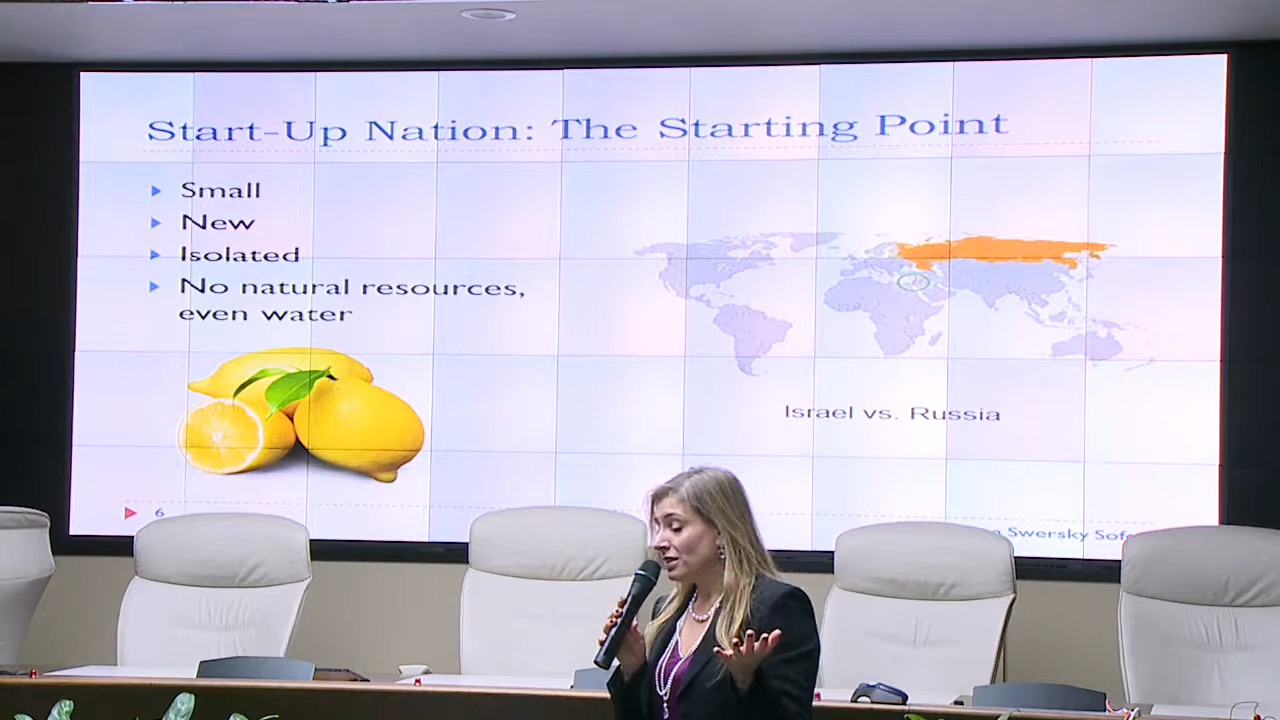 Start-Up Nation: The Starting Point
Small
New
Isolated
No natural resources,
even water
Israel vs. Russia
6
Swersky